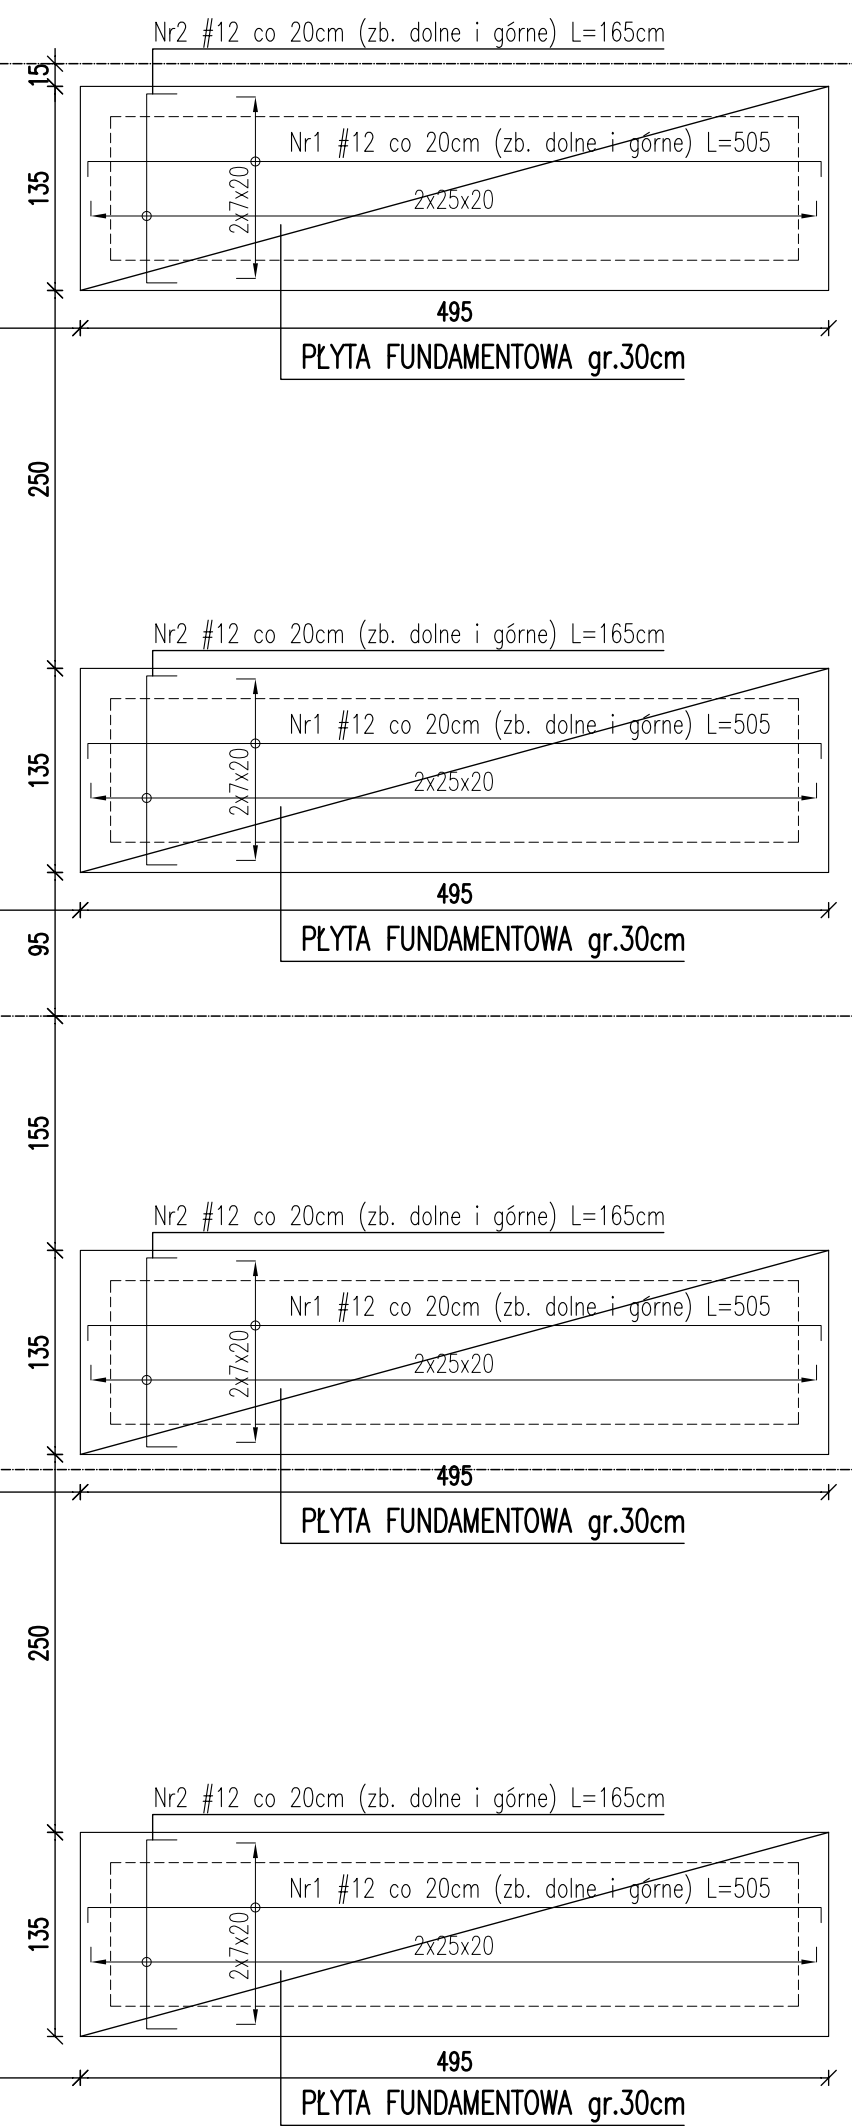 Nr2 #12 co 20cm (zb. dolne i górne) L=165cm
15
Nr1 #12 co 20cm (zb. dolne i górne) L=505
135
2x7x20
2x25x20
495
PŁYTA FUNDAMENTOWA gr.30cm
250
Nr2 #12 co 20cm (zb. dolne i górne) L=165cm
Nr1 #12 co 20cm (zb. dolne i górne) L=505
135
2x7x20
2x25x20
495
PŁYTA FUNDAMENTOWA gr.30cm
95
155
Nr2 #12 co 20cm (zb. dolne i górne) L=165cm
Nr1 #12 co 20cm (zb. dolne i górne) L=505
135
2x7x20
2x25x20
495
PŁYTA FUNDAMENTOWA gr.30cm
250
Nr2 #12 co 20cm (zb. dolne i górne) L=165cm
Nr1 #12 co 20cm (zb. dolne i górne) L=505
135
2x7x20
2x25x20
495
PŁYTA FUNDAMENTOWA gr.30cm